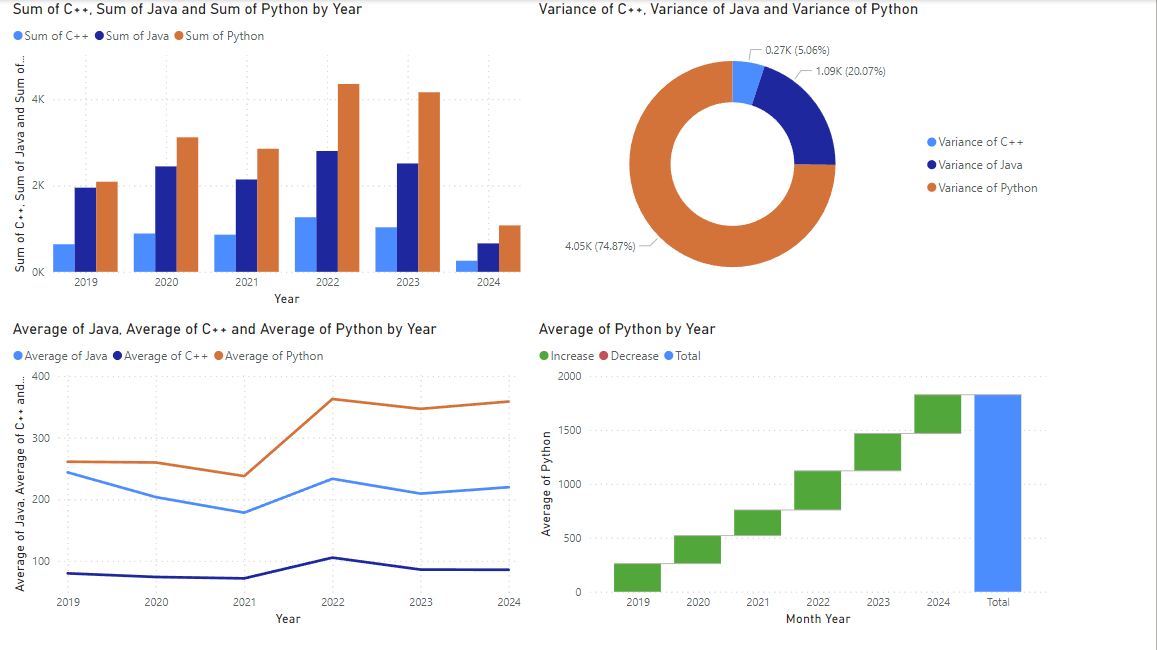 Sum of C++, Sum of Java and Sum of Python by Year
Sum of C++ Sum of Java Sum of Python
Sum of C++, Sum of Java and Sum of...
4K
2K
0K
2019 2020 2021 2022 2023 2024
Year
Variance of C++, Variance of Java and Variance of Python
0.27K (5.06%)
1.09K (20.07%)
4.05K (74.87%)
Variance of C++
Variance of Java
Variance of Python
Average of Java, Average of C++ and Average of Python by Year
Average of Java Average of C++ Average of Python
Average of Java, Average of C++ and...
400
300
200
100
2019 2020 2021 2022 2023 2024
Year
Average of Python by Year
Increase Decrease Total
Average of Python
2000
1500
1000
500
0
2019 2020 2021 2022 2023 2024 Total
Month Year